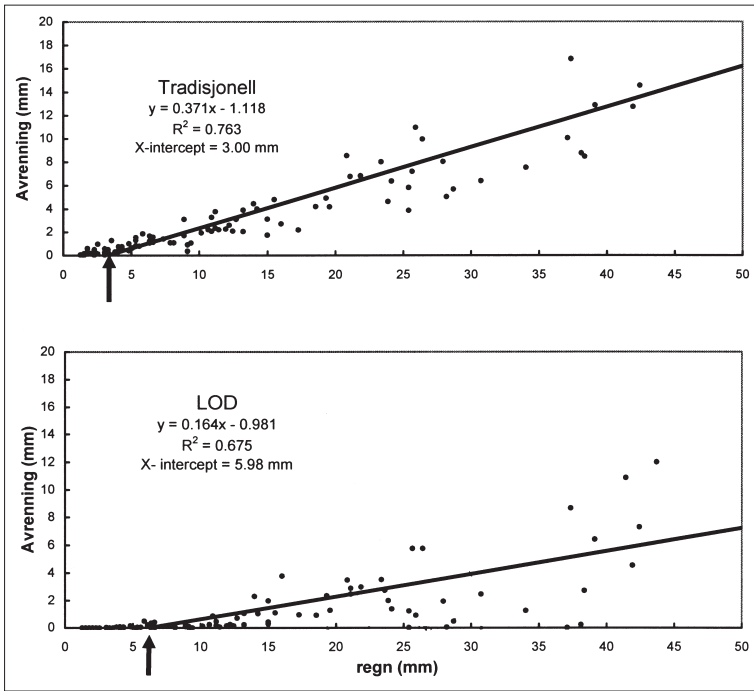 20
18
16
14
12
10
8
6
4
2
0
Avrenning (mm)
Tradisjonell
y = 0.371x - 1.118
R² = 0.763
X-intercept = 3.00 mm
0 5 10 15 20 25 30 35 40 45 50
20
18
16
14
12
10
8
6
4
2
0
Avrenning (mm)
LOD
y = 0.164x - 0.981
R² = 0.675
X- intercept = 5.98 mm
0 5 10 15 20 25 30 35 40 45 50
regn (mm)